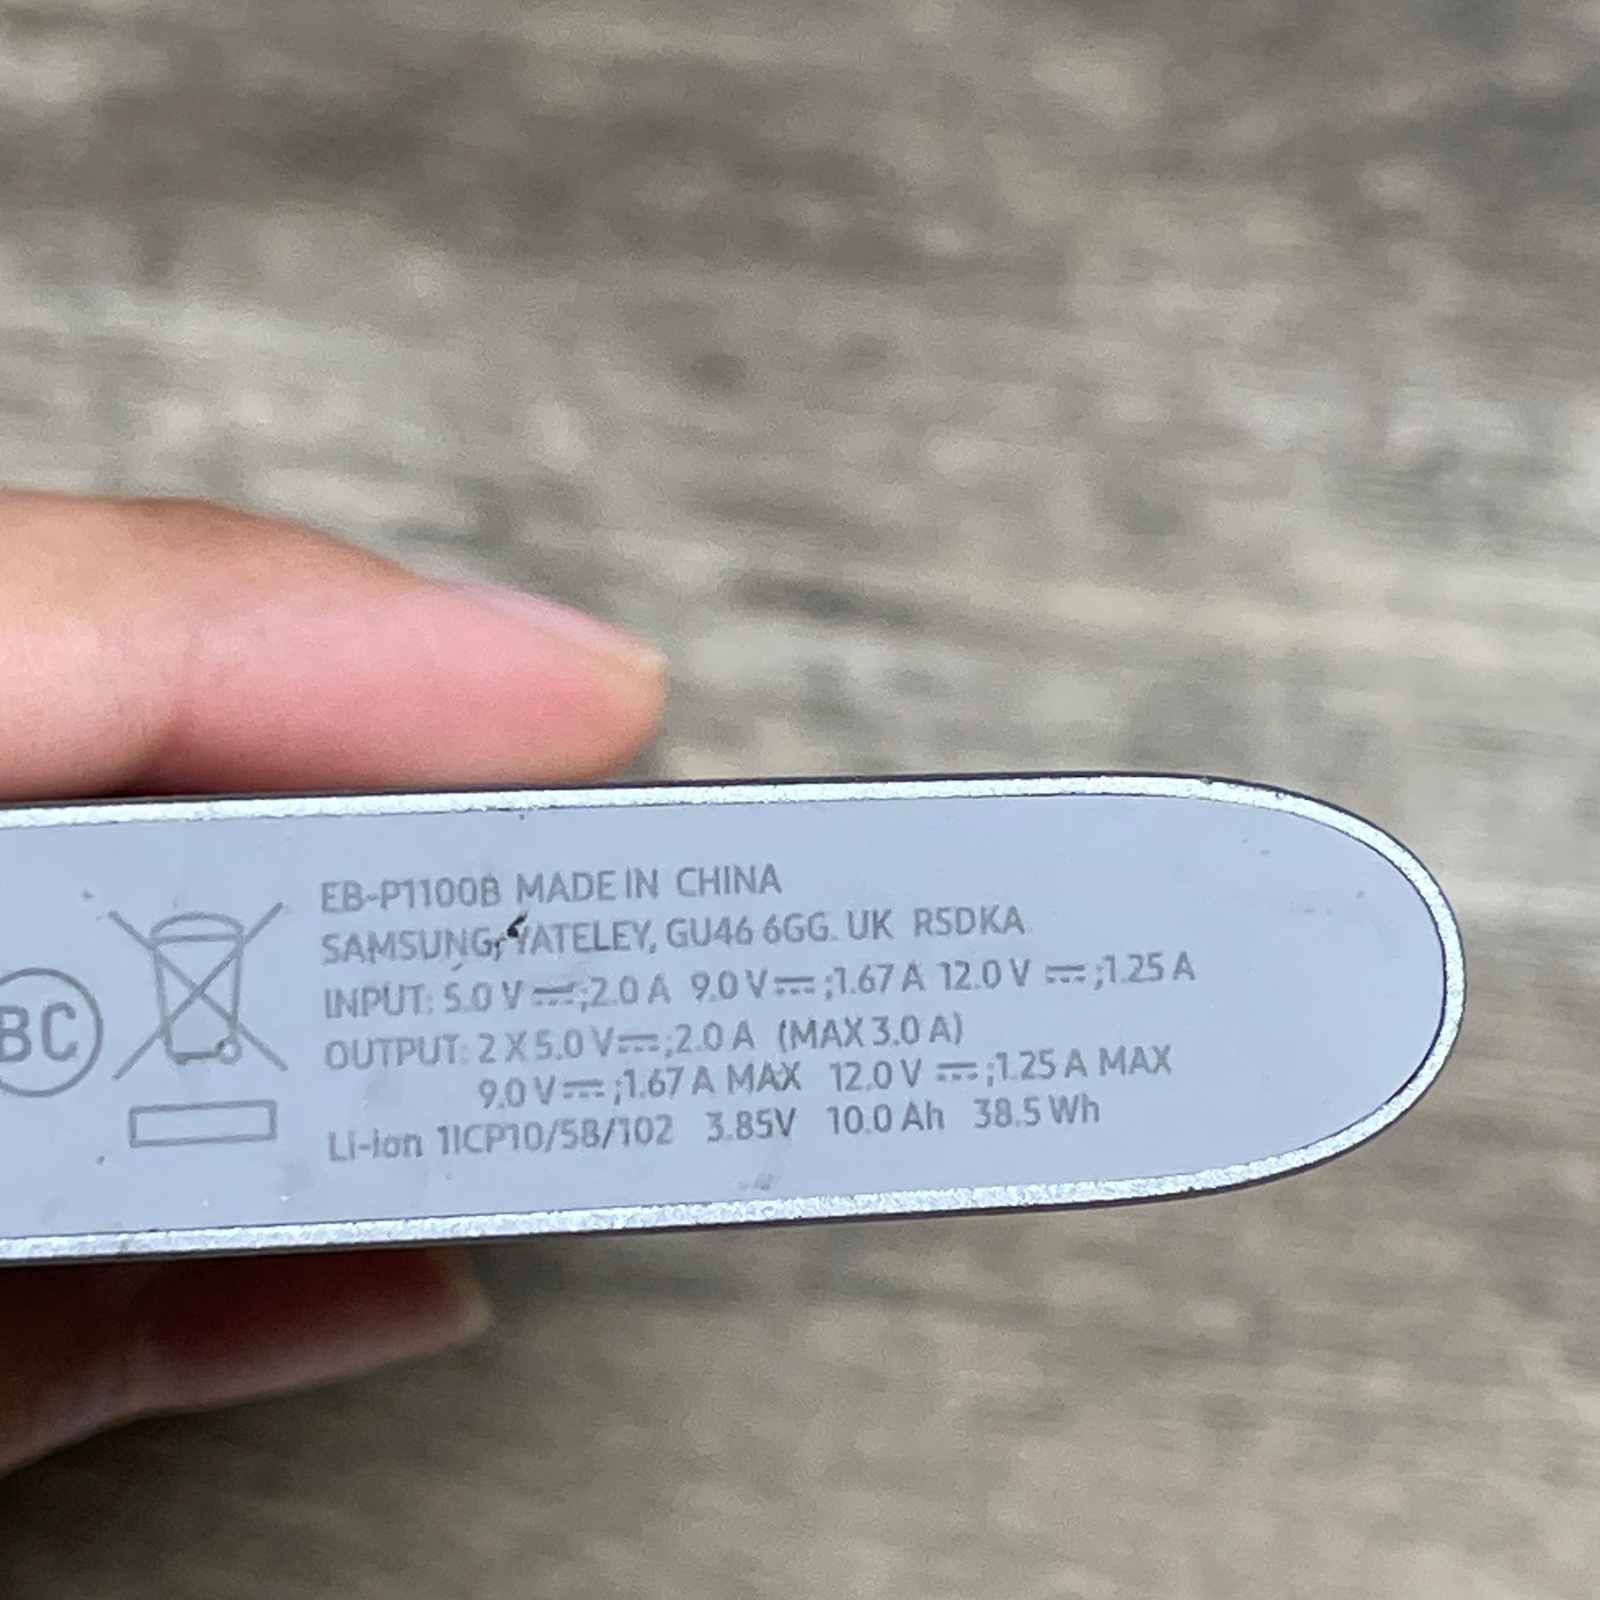 BC
EB-P1100B MADE IN CHINA
SAMSUNG, YATELEY, GU46 6GG. UK R5DKA
INPUT: 5.0 V⎓;2.0 A 9.0 V⎓;1.67 A 12.0 V ⎓;1.25 A
OUTPUT: 2 X 5.0 V⎓;2.0 A (MAX 3.0 A)
9.0 V⎓;1.67 A MAX 12.0 V ⎓;1.25 A MAX
Li-ion 1ICP10/58/102 3.85V 10.0 Ah 38.5 Wh